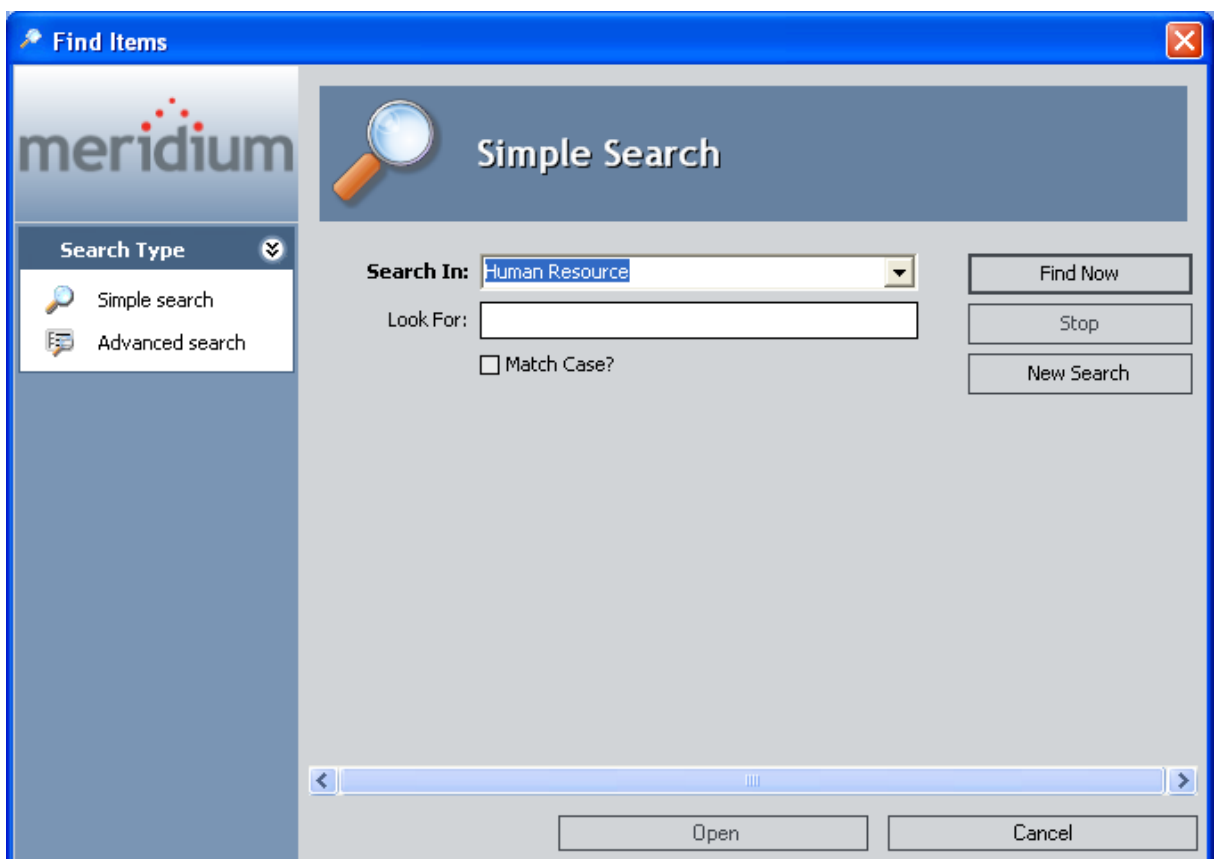 Find Items
meridium
Simple Search
Search Type
Simple search
Advanced search
Search In: Human Resource
Find Now
Look For:
Stop
Match Case?
New Search
Open
Cancel